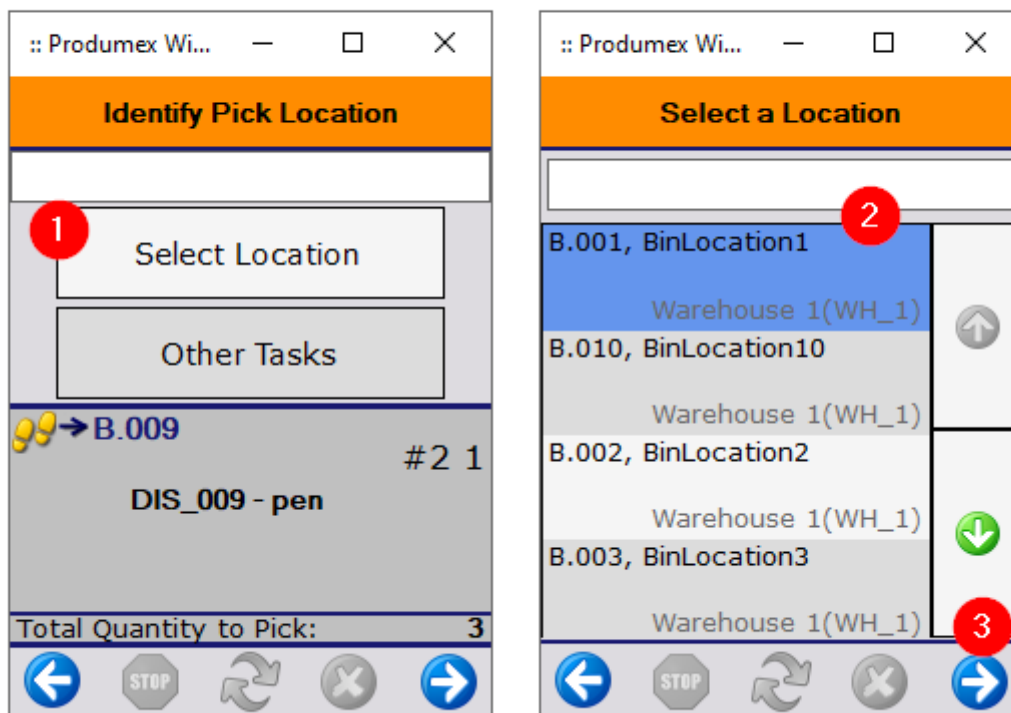 :: Produmex Wi...
Identify Pick Location
1
Select Location
Other Tasks
B.009
#2 1
DIS_009 - pen
Total Quantity to Pick: 3
STOP
:: Produmex Wi...
Select a Location
2
B.001, BinLocation1
Warehouse 1(WH_1)
B.010, BinLocation10
Warehouse 1(WH_1)
B.002, BinLocation2
Warehouse 1(WH_1)
B.003, BinLocation3
Warehouse 1(WH_1)
3
STOP